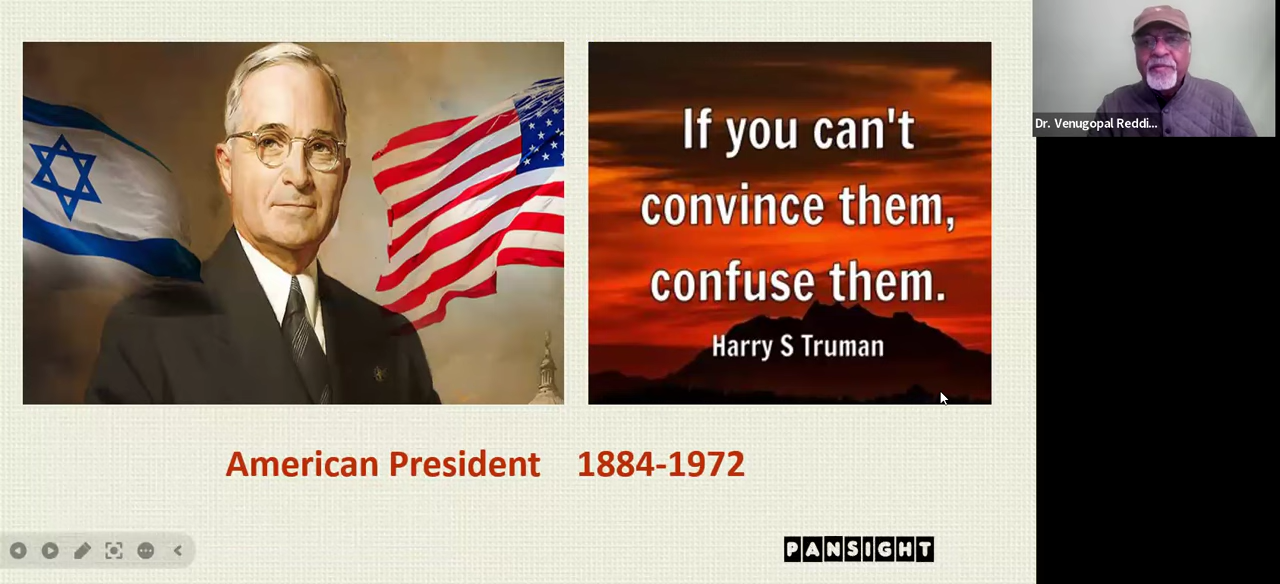 If you can't
convince them,
confuse them.
Harry S Truman
Dr. Venugopal Reddi...
American President 1884-1972
PANSIGHT